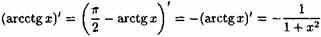 (arcctg x)′ = (π/2 − arctg x)′ = −(arctg x)′ = − 1/(1 + x²)